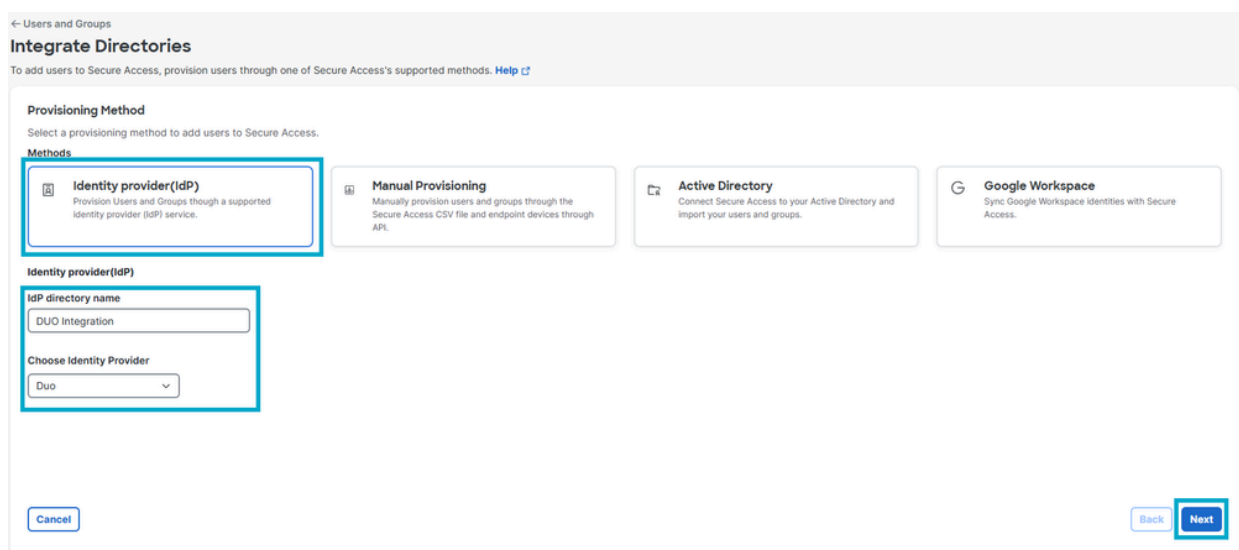 ← Users and Groups
Integrate Directories
To add users to Secure Access, provision users through one of Secure Access's supported methods. Help
Provisioning Method
Select a provisioning method to add users to Secure Access.
Methods
Identity provider(IdP)
Provision Users and Groups though a supported
identity provider (IdP) service.
Manual Provisioning
Manually provision users and groups through the
Secure Access CSV file and endpoint devices through
API.
Active Directory
Connect Secure Access to your Active Directory and
import your users and groups.
Google Workspace
Sync Google Workspace identities with Secure
Access.
Identity provider(IdP)
IdP directory name
DUO Integration
Choose Identity Provider
Duo
Cancel
Back
Next